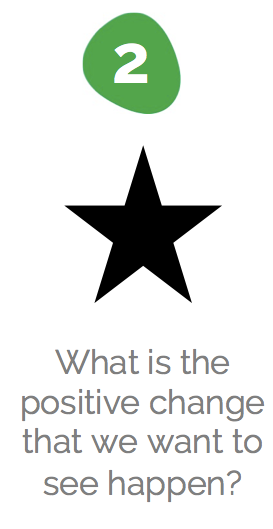 2
What is the
positive change
that we want to
see happen?